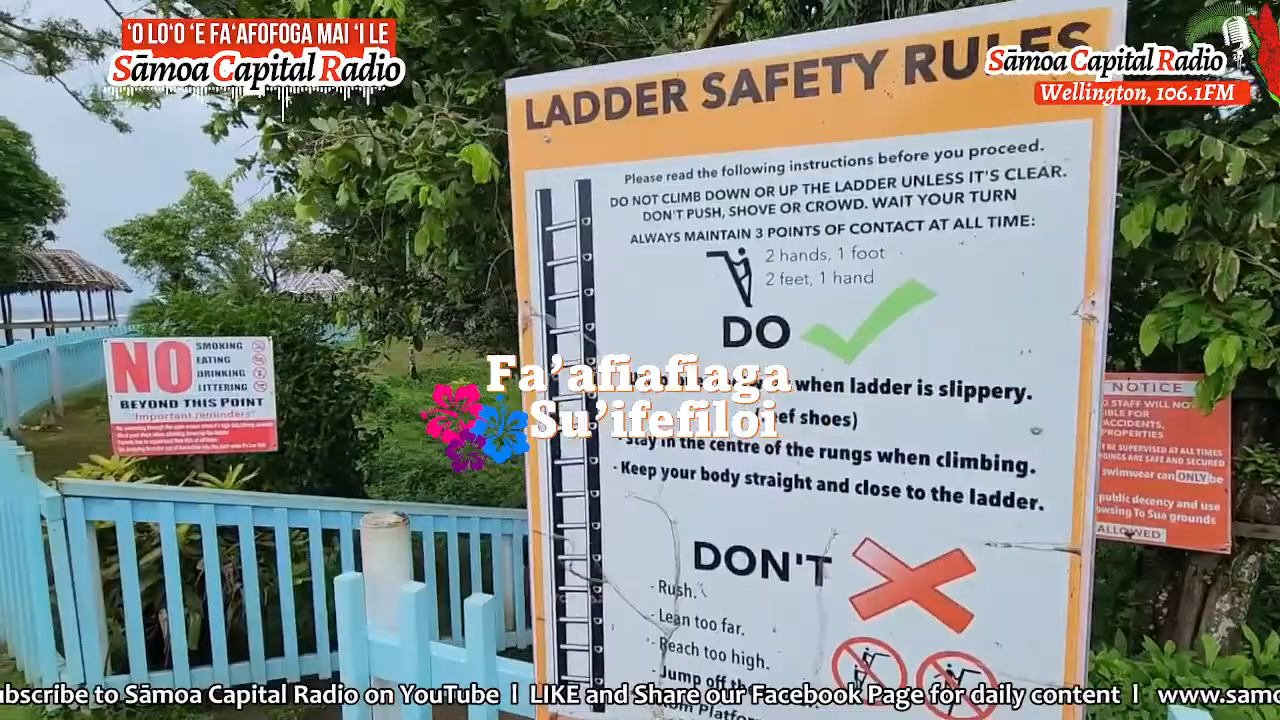 ‘O LO‘O ‘E FA‘AFOFOGA MAI ‘I LE
Sāmoa Capital Radio
Sāmoa Capital Radio
Wellington, 106.1FM
LADDER SAFETY RULES
Please read the following instructions before you proceed.
DO NOT CLIMB DOWN OR UP THE LADDER UNLESS IT'S CLEAR.
DON'T PUSH, SHOVE OR CROWD. WAIT YOUR TURN
ALWAYS MAINTAIN 3 POINTS OF CONTACT AT ALL TIME:
2 hands, 1 foot
2 feet, 1 hand
DO
when ladder is slippery.
shoes)
- Stay in the centre of the rungs when climbing.
- Keep your body straight and close to the ladder.
DON'T
- Rush.
- Lean too far.
- Reach too high.
- Jump off the
Platfor
NO
SMOKING
EATING
DRINKING
LITTERING
BEYOND THIS POINT
"important reminders"
Fa’afiafiaga
Su’ifefiloi
NOTICE
STAFF WILL NOT
IBLE FOR
ACCIDENTS,
PROPERTIES
BE SUPERVISED AT ALL TIMES
INGS ARE SAFE AND SECURED
swimwear can ONLY be
public decency and use
owsing To Sua grounds
ALLOWED
ubscribe to Sāmoa Capital Radio on YouTube | LIKE and Share our Facebook Page for daily content | www.samo